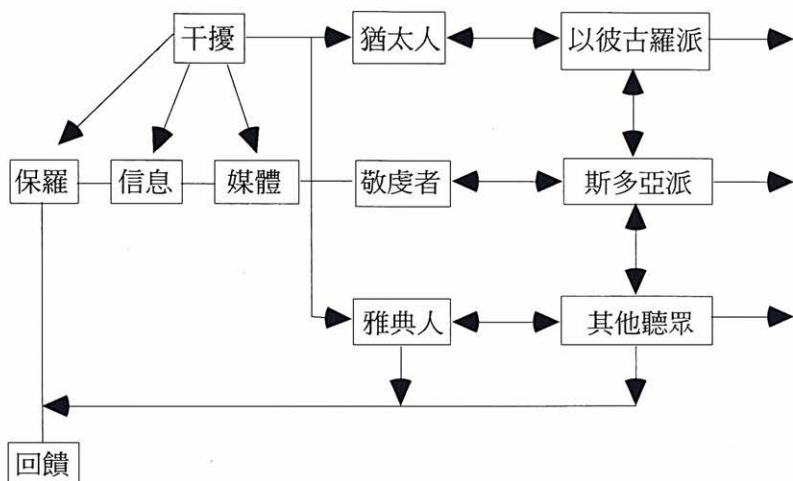 干擾
猶太人
以彼古羅派
保羅
信息
媒體
敬虔者
斯多亞派
雅典人
其他聽眾
回饋